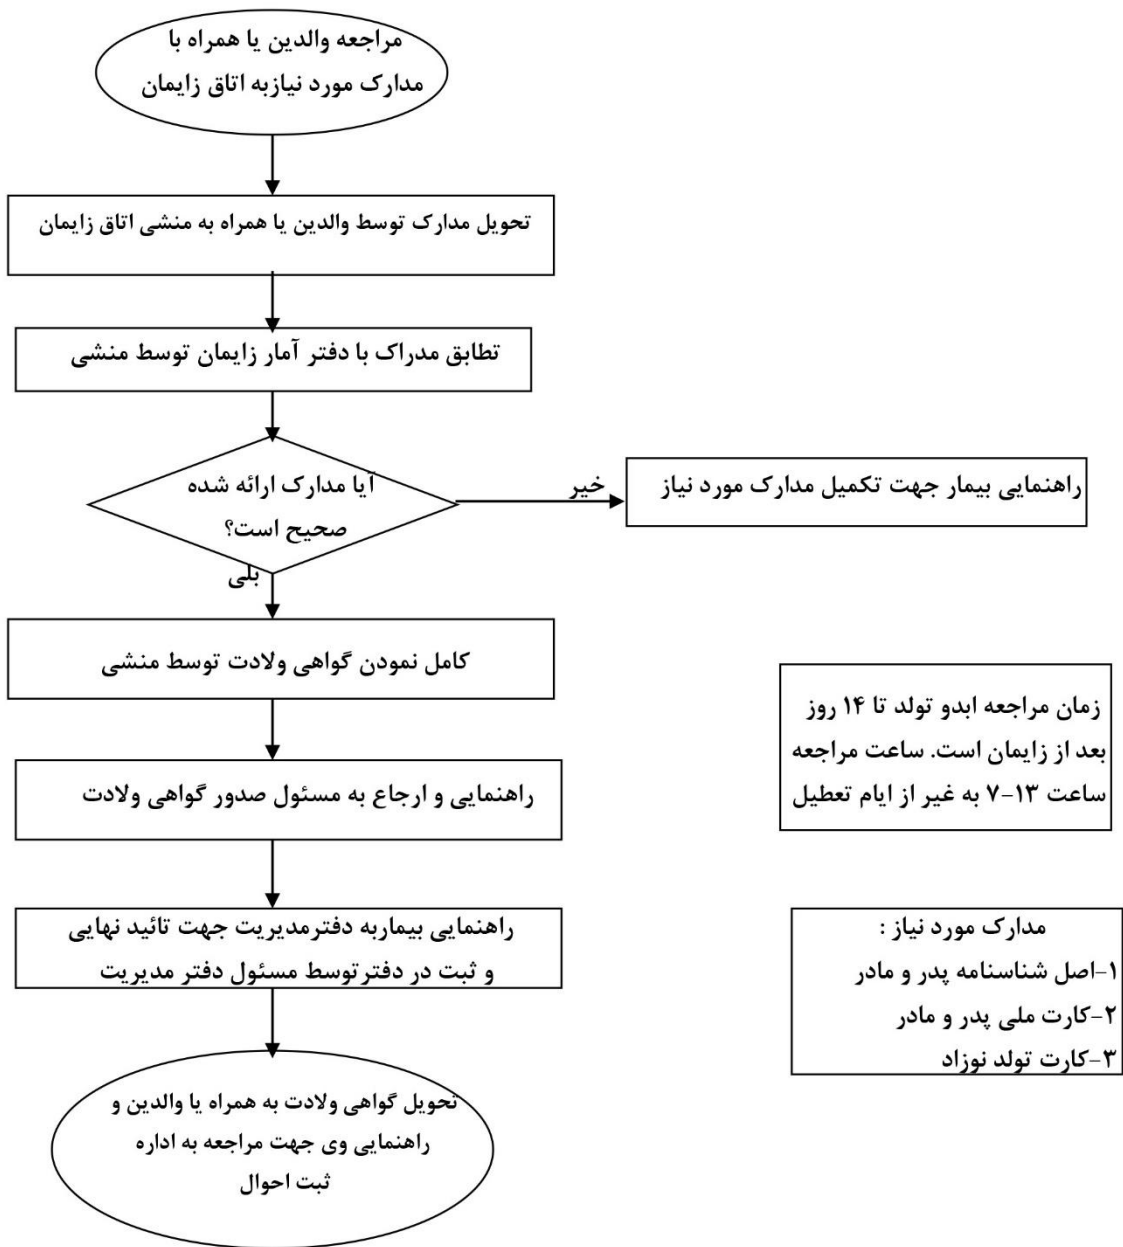 مراجعه والدین یا همراه با
مدارک مورد نیازبه اتاق زایمان
تحویل مدارک توسط والدین یا همراه به منشی اتاق زایمان
تطابق مدراک با دفتر آمار زایمان توسط منشی
آیا مدارک ارائه شده
صحیح است؟
خیر
راهنمایی بیمار جهت تکمیل مدارک مورد نیاز
بلی
کامل نمودن گواهی ولادت توسط منشی
راهنمایی و ارجاع به مسئول صدور گواهی ولادت
راهنمایی بیماربه دفترمدیریت جهت تائید نهایی
و ثبت در دفترتوسط مسئول دفتر مدیریت
تحویل گواهی ولادت به همراه یا والدین و
راهنمایی وی جهت مراجعه به اداره
ثبت احوال
زمان مراجعه ابدو تولد تا ۱۴ روز
بعد از زایمان است. ساعت مراجعه
ساعت ۱۳-۷ به غیر از ایام تعطیل
مدارک مورد نیاز :
۱-اصل شناسنامه پدر و مادر
۲-کارت ملی پدر و مادر
۳-کارت تولد نوزاد